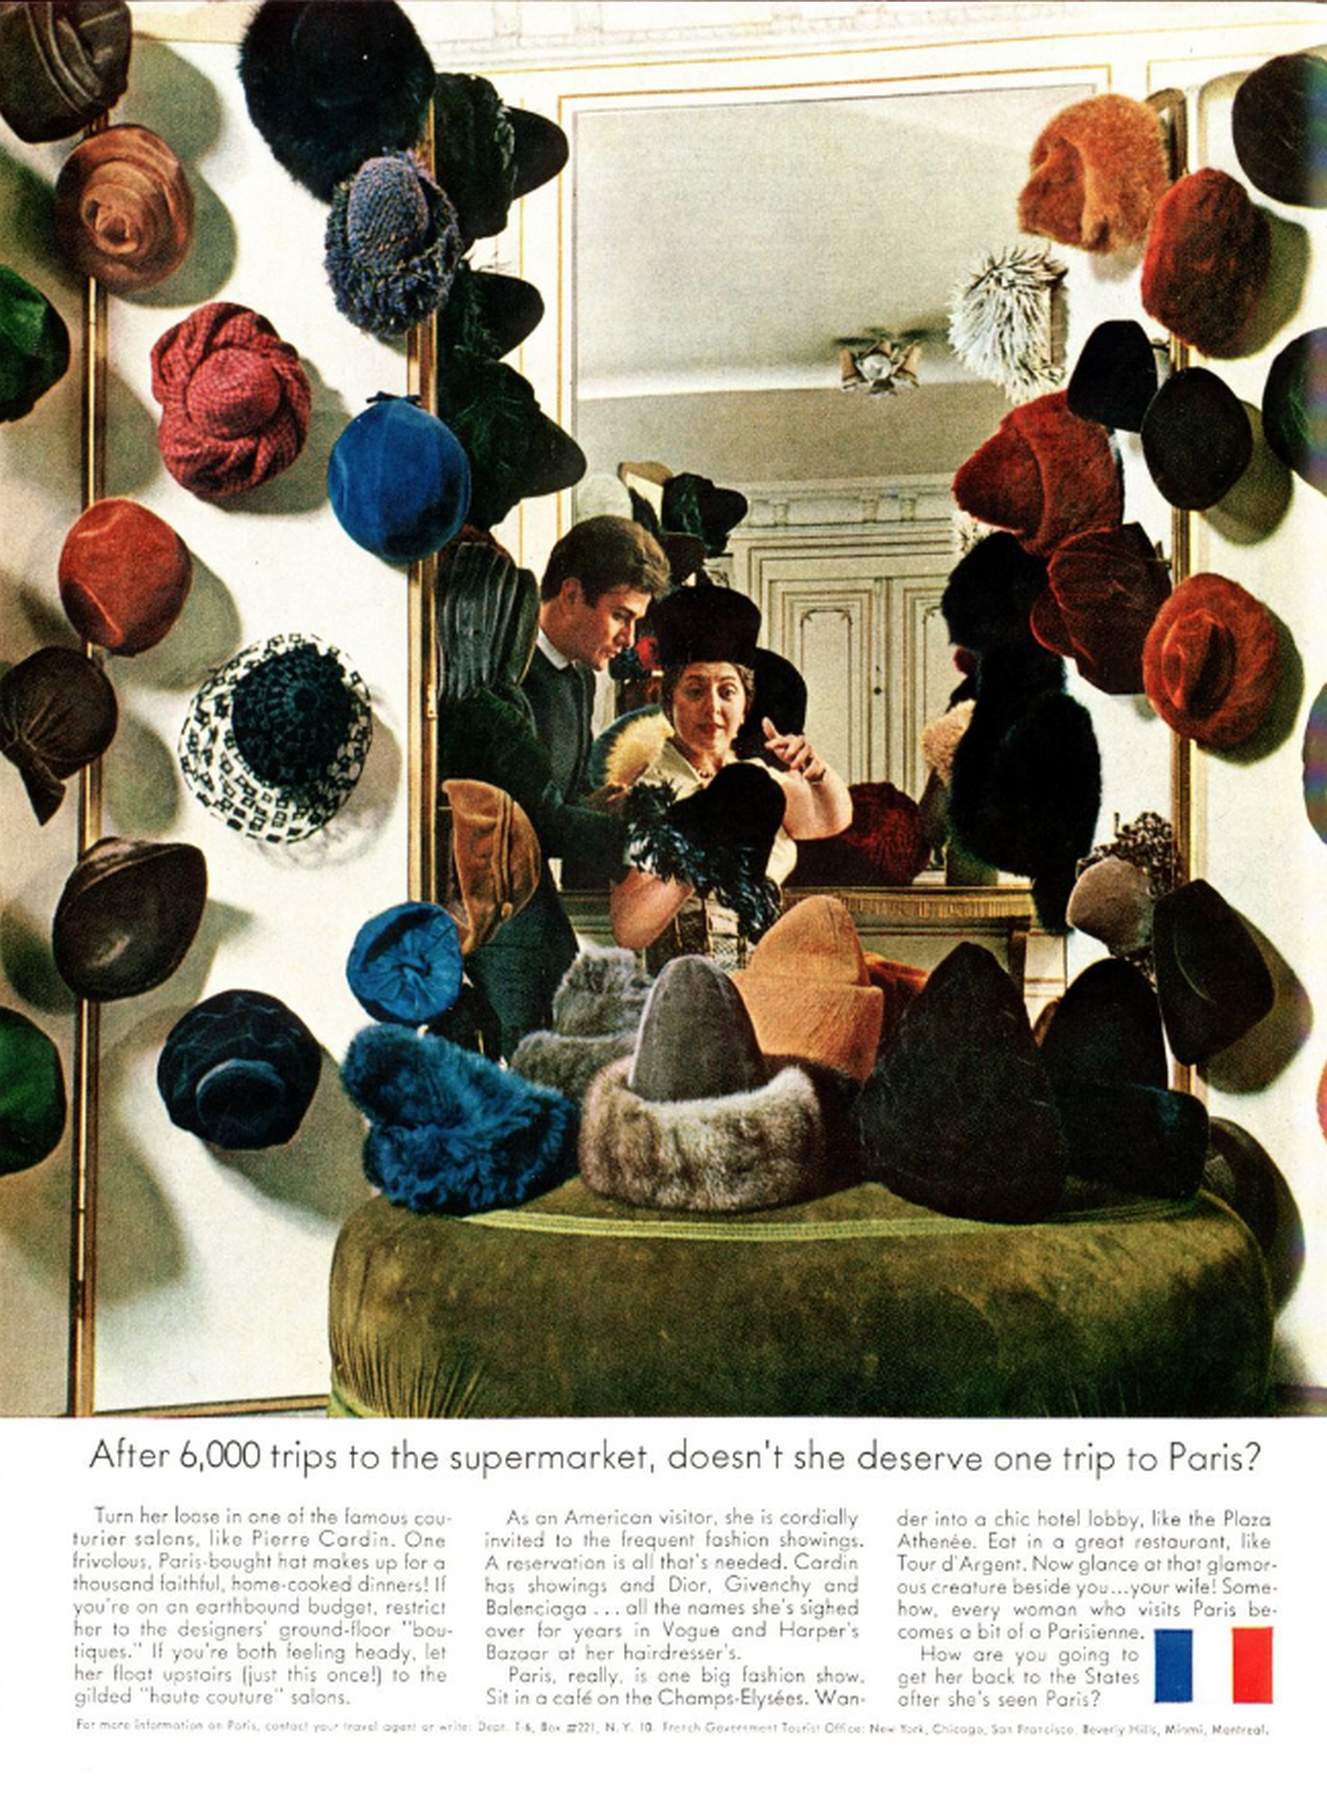 After 6,000 trips to the supermarket, doesn't she deserve one trip to Paris?
Turn her loose in one of the famous cou-
turier salons, like Pierre Cardin. One
frivolous, Paris-bought hat makes up for a
thousand faithful, home-cooked dinners! If
you're on an earthbound budget, restrict
her to the designers' ground-floor "bou-
tiques." If you're both feeling heady, let
her float upstairs (just this once!) to the
gilded "haute couture" salons.
As an American visitor, she is cordially
invited to the frequent fashion showings.
A reservation is all that's needed. Cardin
has showings and Dior, Givenchy and
Balenciaga ... all the names she's sighed
over for years in Vogue and Harper's
Bazaar at her hairdresser's.
Paris, really, is one big fashion show.
Sit in a café on the Champs-Elysées. Wan-
der into a chic hotel lobby, like the Plaza
Athenée. Eat in a great restaurant, like
Tour d'Argent. Now glance at that glamor-
ous creature beside you...your wife! Some-
how, every woman who visits Paris be-
comes a bit of a Parisienne.
How are you going to
get her back to the States
after she's seen Paris?
For more information on Paris, contact your travel agent or write: Dept. T-6, Box #221, N. Y. 10. French Government Tourist Office: New York, Chicago, San Francisco, Beverly Hills, Miami, Montreal.